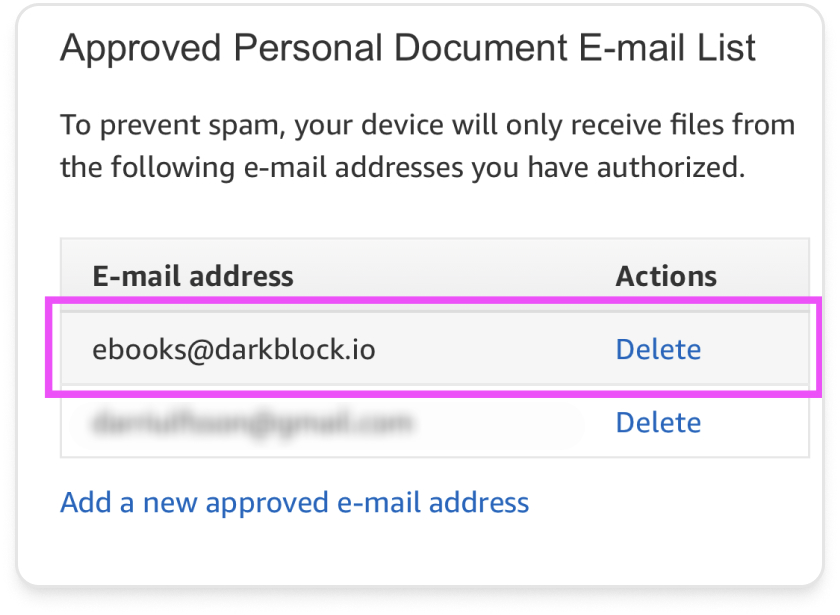 Approved Personal Document E-mail List
To prevent spam, your device will only receive files from
the following e-mail addresses you have authorized.
E-mail address Actions
ebooks@darkblock.io Delete
Delete
Add a new approved e-mail address